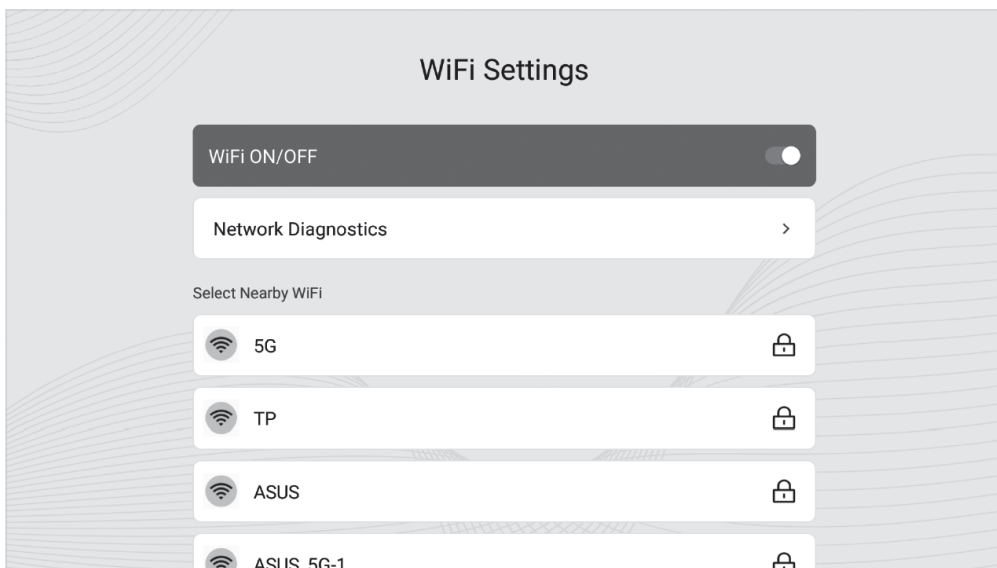 WiFi Settings
WiFi ON/OFF
Network Diagnostics
Select Nearby WiFi
5G
TP
ASUS
ASUS_5G-1